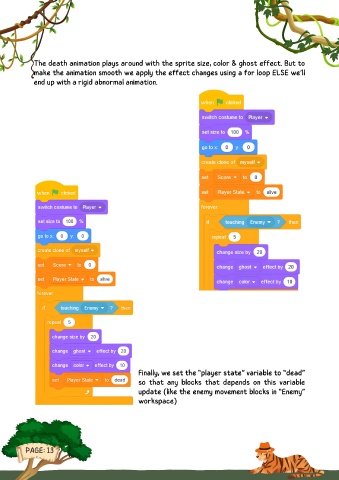 The death animation plays around with the sprite size, color & ghost effect. But to
make the animation smooth we apply the effect changes using a for loop ELSE we'll
end up with a rigid abnormal animation.
when clicked
switch costume to Player
set size to 100 %
go to x: 0 y: 0
create clone of myself
set Score to 0
set Player State to alive
forever
if touching Enemy ? then
repeat 5
change size by 20
change ghost effect by 20
change color effect by 10
when clicked
switch costume to Player
set size to 100 %
go to x: 0 y: 0
create clone of myself
set Score to 0
set Player State to alive
forever
if touching Enemy ? then
repeat 5
change size by 20
change ghost effect by 20
change color effect by 10
set Player State to dead
Finally, we set the "player state" variable to "dead"
so that any blocks that depends on this variable
update (like the enemy movement blocks in "Enemy"
workspace)
PAGE: 13